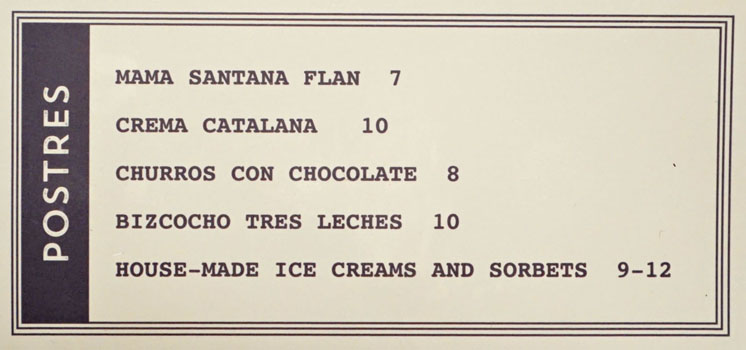 POSTRES
MAMA SANTANA FLAN 7
CREMA CATALANA 10
CHURROS CON CHOCOLATE 8
BIZCOCHO TRES LECHES 10
HOUSE-MADE ICE CREAMS AND SORBETS 9-12